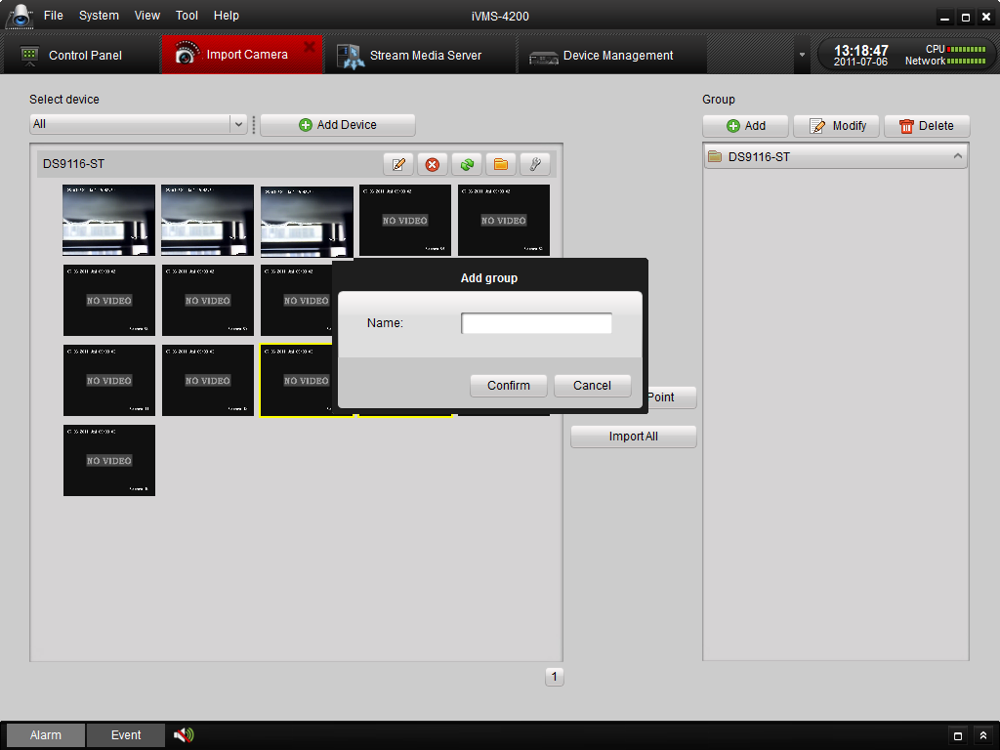 File System View Tool Help
iVMS-4200
Control Panel
Import Camera
Stream Media Server
Device Management
13:18:47
2011-07-06
CPU
Network
Select device
All
Add Device
Group
Add
Modify
Delete
DS9116-ST
DS9116-ST
NO VIDEO
NO VIDEO
NO VIDEO
NO VIDEO
NO VIDEO
NO VIDEO
NO VIDEO
NO VIDEO
NO VIDEO
Add group
Name:
Confirm
Cancel
Point
Import All
1
Alarm
Event